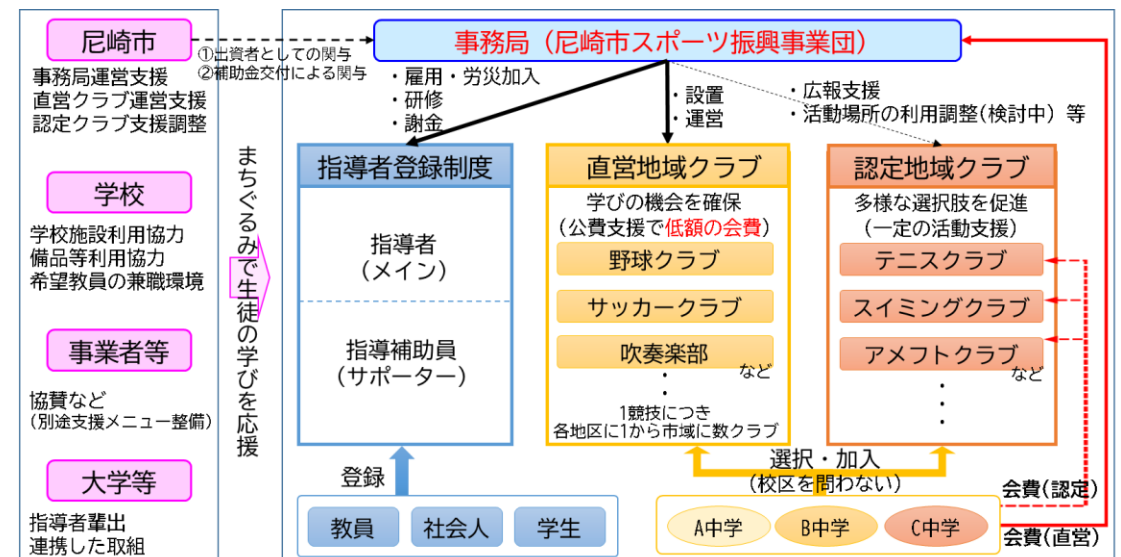 尼崎市
事務局運営支援
直営クラブ運営支援
認定クラブ支援調整
学校
学校施設利用協力
備品等利用協力
希望教員の兼職環境
事業者等
協賛など
(別途支援メニュー整備)
大学等
指導者輩出
連携した取組
まちぐるみで生徒の学びを応援
①出資者としての関与
②補助金交付による関与
事務局（尼崎市スポーツ振興事業団）
・雇用・労災加入
・研修
・謝金
・設置
・運営
・広報支援
・活動場所の利用調整(検討中）等
指導者登録制度
指導者
（メイン）
指導補助員
（サポーター）
直営地域クラブ
学びの機会を確保
（公費支援で低額の会費）
野球クラブ
サッカークラブ
吹奏楽部
など
・
・
1競技につき
各地区に1から市域に数クラブ
認定地域クラブ
多様な選択肢を促進
（一定の活動支援）
テニスクラブ
スイミングクラブ
アメフトクラブ
など
・
・
・
登録
教員
社会人
学生
選択・加入
（校区を問わない）
A中学
B中学
C中学
会費(認定)
会費(直営)